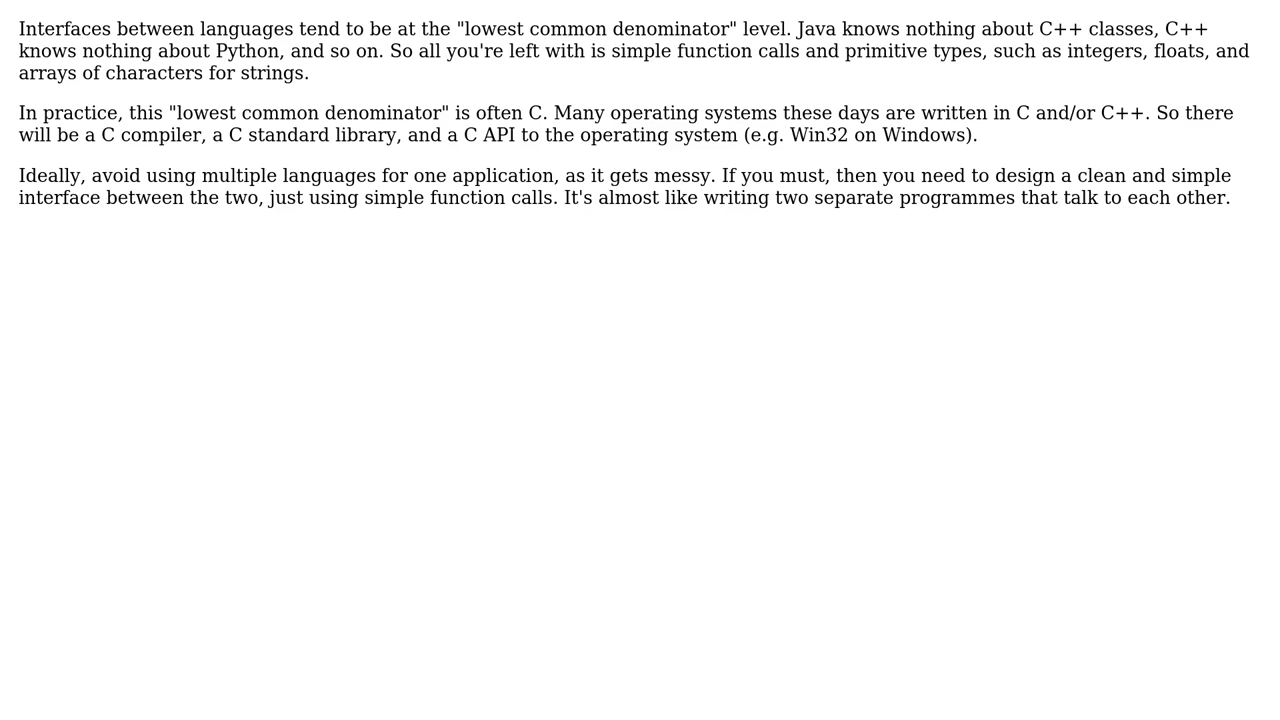 Interfaces between languages tend to be at the "lowest common denominator" level. Java knows nothing about C++ classes, C++
knows nothing about Python, and so on. So all you're left with is simple function calls and primitive types, such as integers, floats, and
arrays of characters for strings.
In practice, this "lowest common denominator" is often C. Many operating systems these days are written in C and/or C++. So there
will be a C compiler, a C standard library, and a C API to the operating system (e.g. Win32 on Windows).
Ideally, avoid using multiple languages for one application, as it gets messy. If you must, then you need to design a clean and simple
interface between the two, just using simple function calls. It's almost like writing two separate programmes that talk to each other.